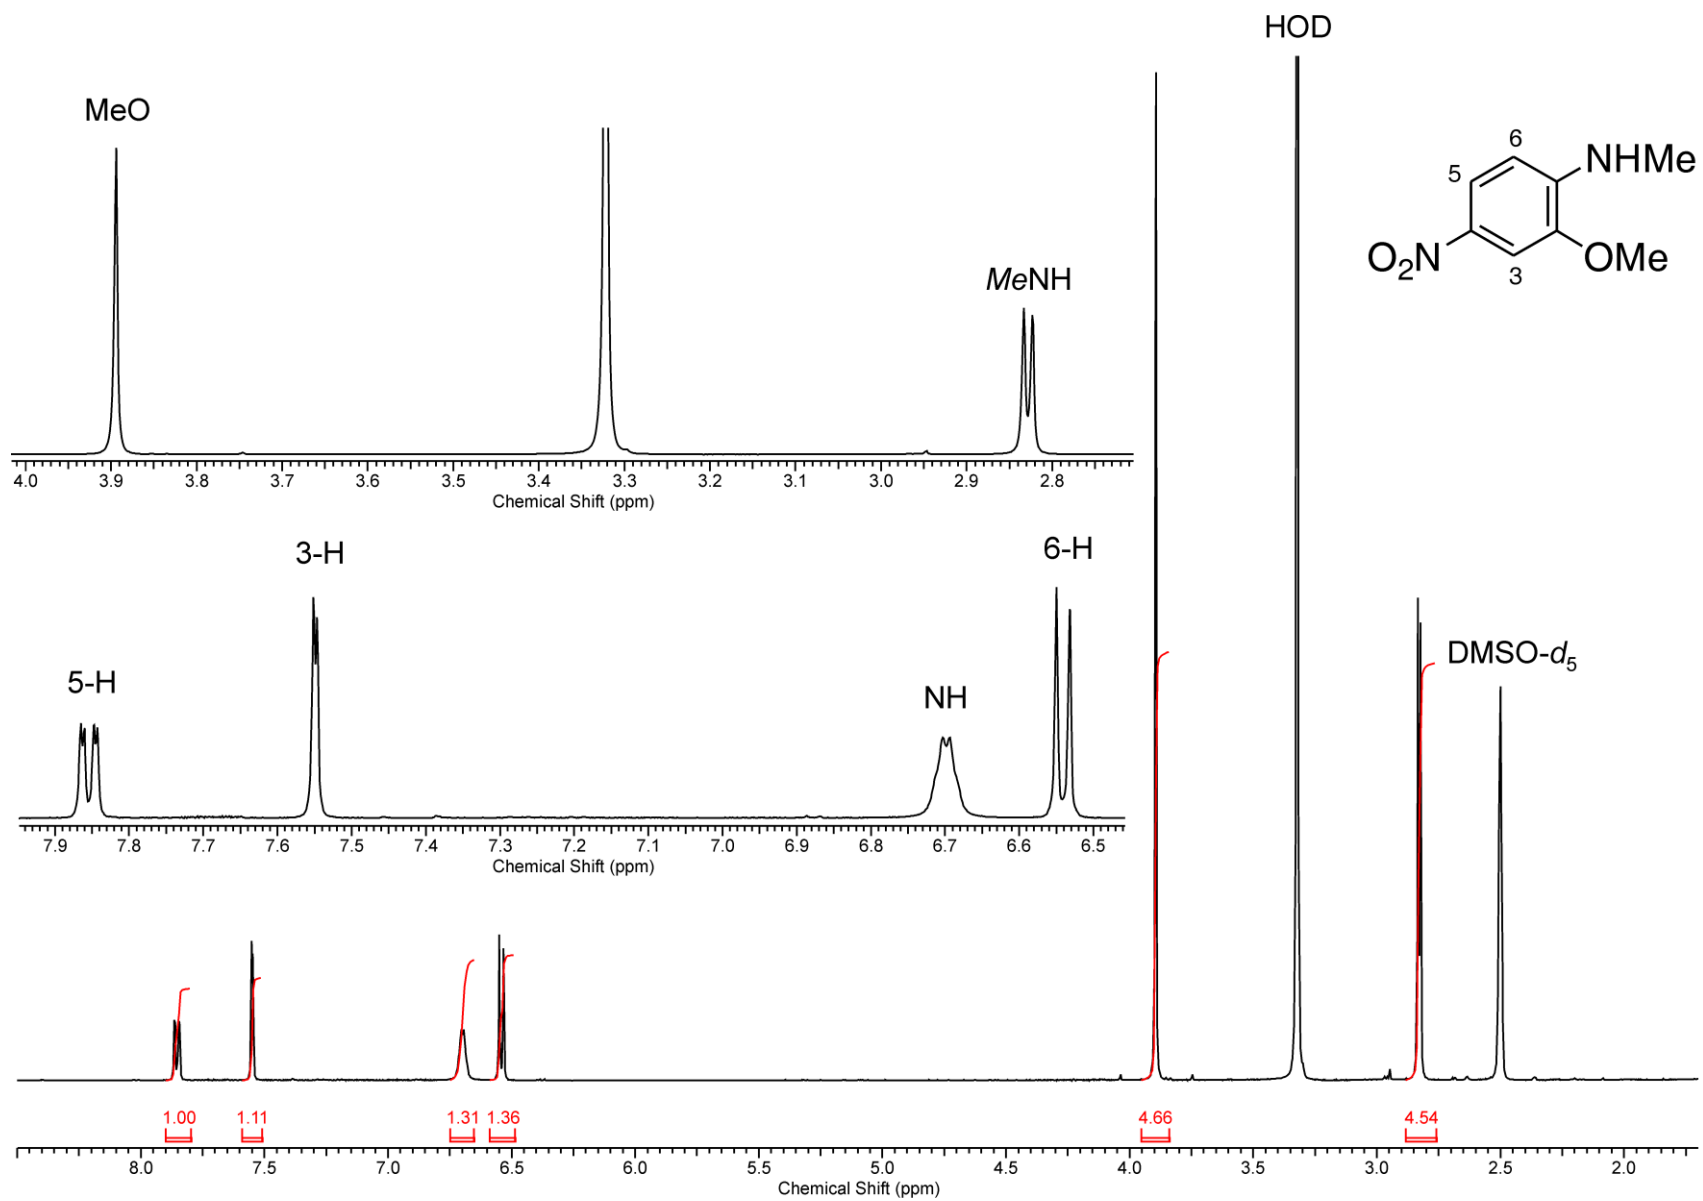 HOD
MeO
MeNH
6
NHMe
5
O2N
OMe
3
4.0 3.9 3.8 3.7 3.6 3.5 3.4 3.3 3.2 3.1 3.0 2.9 2.8
Chemical Shift (ppm)
5-H
3-H
NH
6-H
7.9 7.8 7.7 7.6 7.5 7.4 7.3 7.2 7.1 7.0 6.9 6.8 6.7 6.6 6.5
Chemical Shift (ppm)
DMSO-d5
1.00 1.11 1.31 1.36 4.66 4.54
8.0 7.5 7.0 6.5 6.0 5.5 5.0 4.5 4.0 3.5 3.0 2.5 2.0
Chemical Shift (ppm)